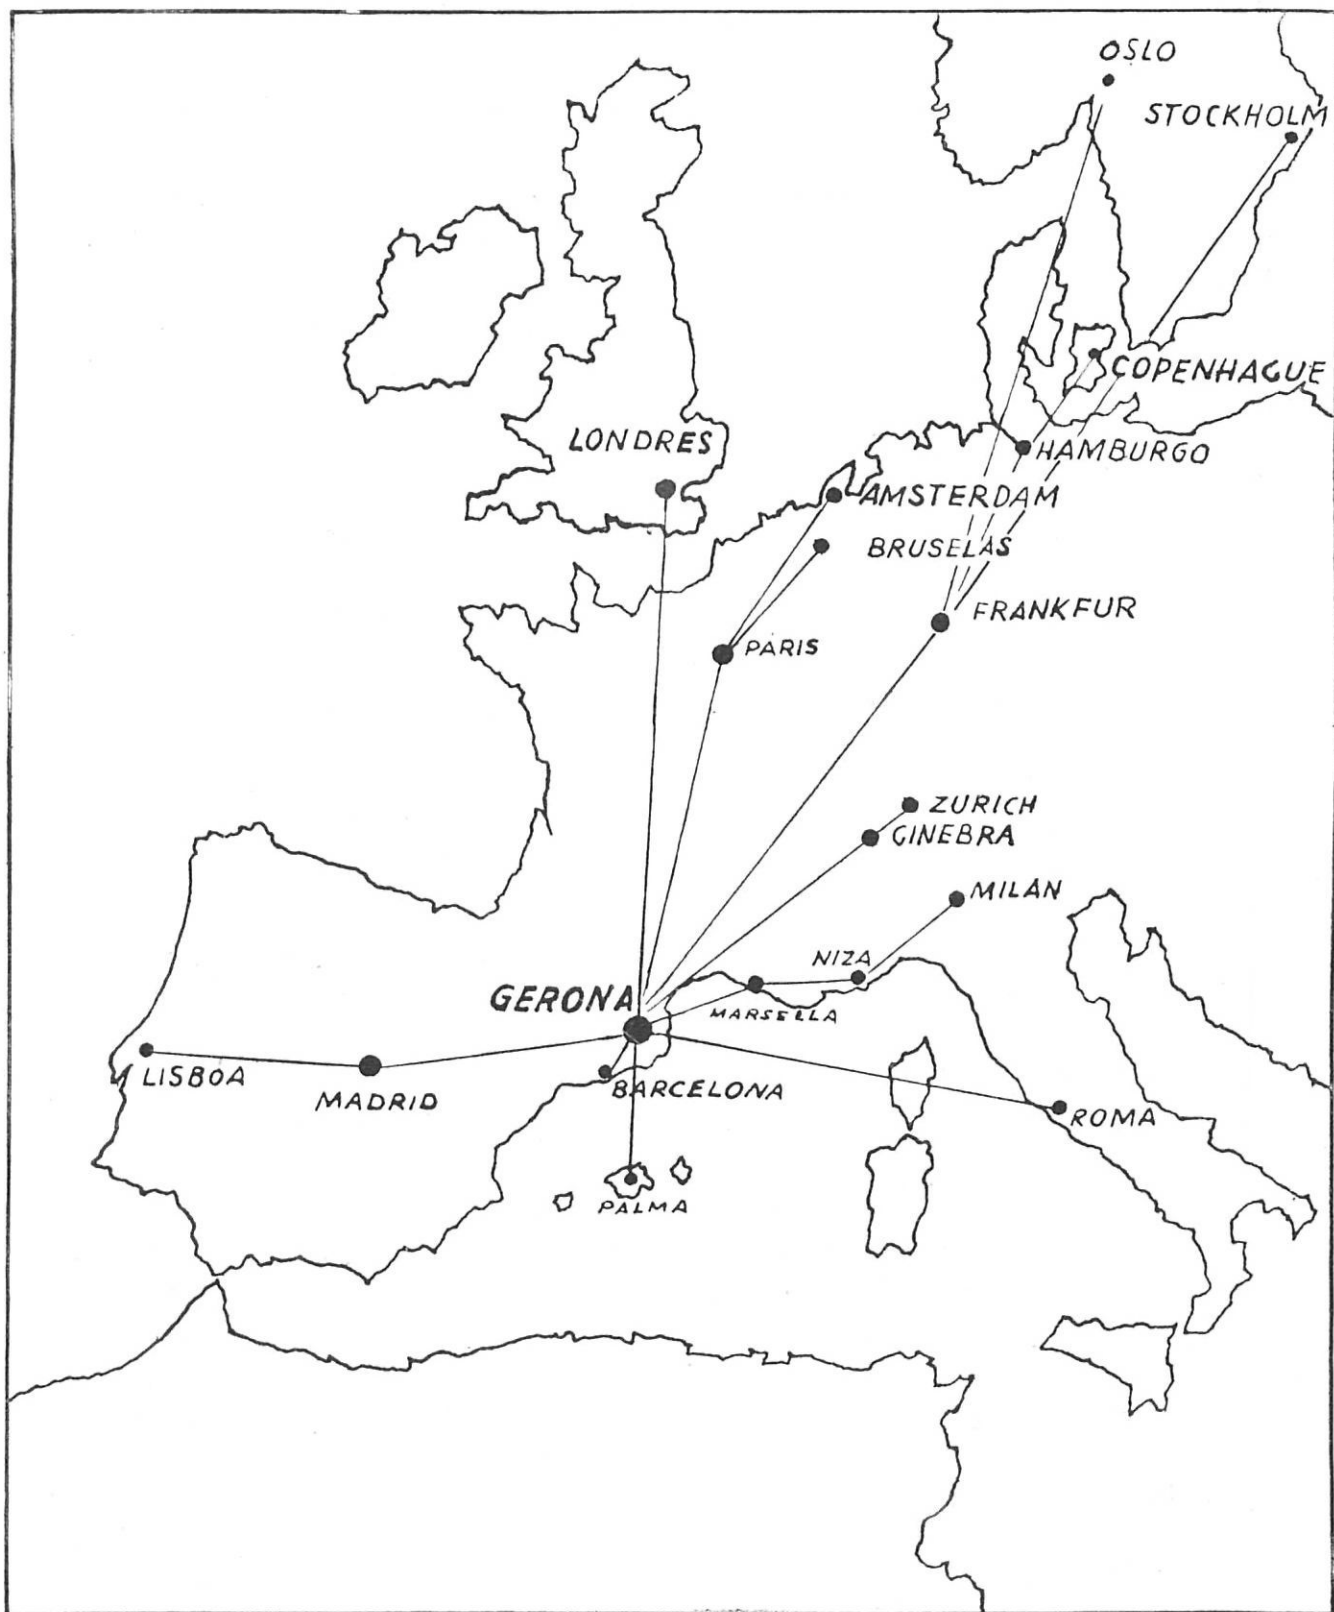 OSLO
STOCKHOLM
COPENHAGUE
LONDRES
HAMBURGO
AMSTERDAM
BRUSELAS
FRANKFUR
PARIS
ZURICH
GINEBRA
MILÁN
NIZA
GERONA
MARSELLA
LISBOA
MADRID
BARCELONA
ROMA
PALMA